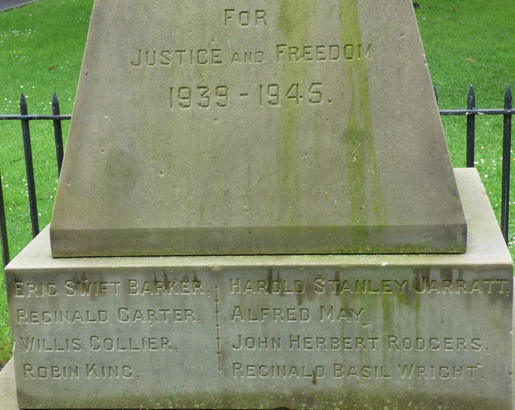 FOR
JUSTICE AND FREEDOM
1939 - 1945.
ERIC SWIFT BARKER.
REGINALD CARTER.
WILLIS COLLIER.
ROBIN KING.
HAROLD STANLEY JARRATT.
ALFRED MAY.
JOHN HERBERT RODGERS.
REGINALD BASIL WRIGHT.